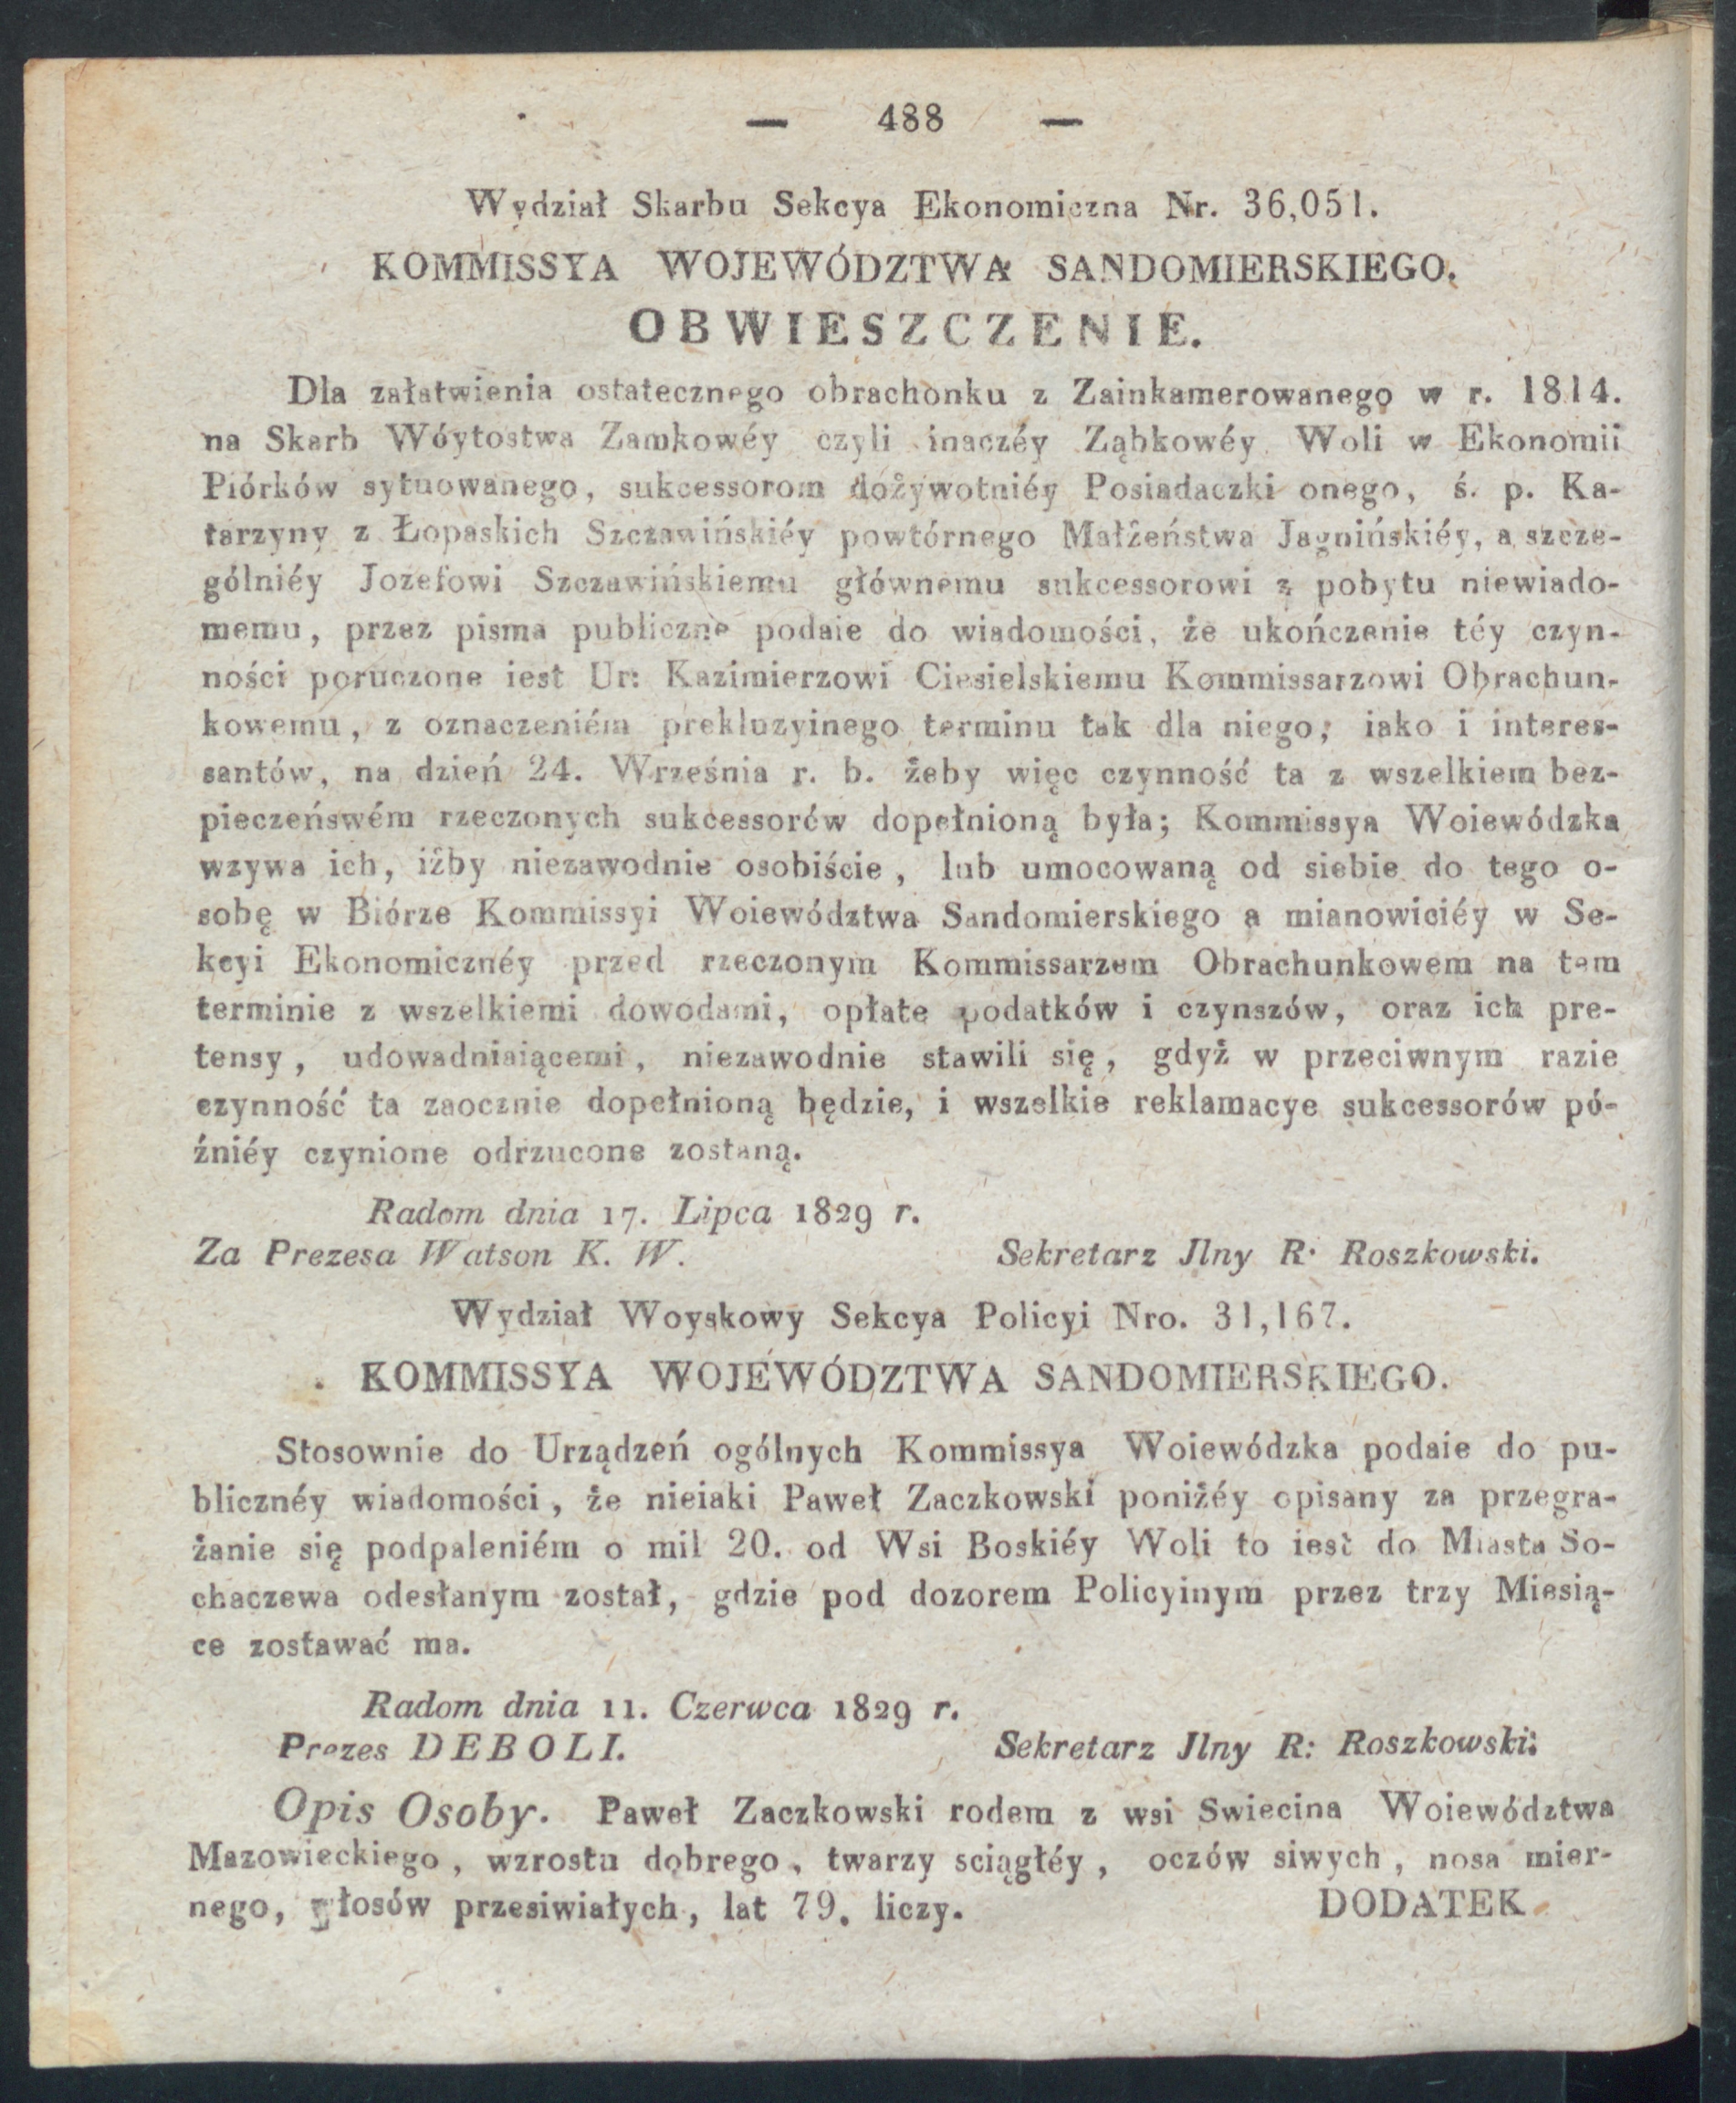 — 488 —
Wydział Skarbu Sekcya Ekonomiczna Nr. 36,051.
KOMMISSYA WOJEWÓDZTWA SANDOMIERSKIEGO.
OBWIESZCZENIE.
Dla załatwienia ostatecznego obrachonku z Zainkamerowanego w r. 1814.
na Skarb Wóytostwa Zamkowéy czyli inaczéy Ząbkowéy Woli w Ekonomii
Piórków sytuowanego, sukcessorom dożywotniéy Posiadaczki onego, ś. p. Ka-
tarzyny z Łopaskich Szczawińskiéy powtórnego Małżeństwa Jagnińskiéy, a szcze-
gólniéy Jozefowi Szczawińskiemu głównemu sukcessorowi z pobytu niewiado-
memu, przez pisma publiczne podaie do wiadomości, że ukończenie téy czyn-
ności poruczone iest Ur: Kazimierzowi Ciesielskiemu Kommissarzowi Obrachun-
kowemu, z oznaczeniém prekluzyinego terminu tak dla niego, iako i interes-
santów, na dzień 24. Września r. b. żeby więc czynność ta z wszelkiem bez-
pieczeńswém rzeczonych sukcessorów dopełnioną była; Kommissya Woiewódzka
wzywa ich, iżby niezawodnie osobiście, lub umocowaną od siebie do tego o-
sobę w Biórze Kommissyi Woiewództwa Sandomierskiego a mianowiciéy w Se-
kcyi Ekonomicznéy przed rzeczonym Kommissarzem Obrachunkowem na tem
terminie z wszelkiemi dowodami, opłatę podatków i czynszów, oraz ich pre-
tensy, udowadniaiącemi, niezawodnie stawili się, gdyż w przeciwnym razie
czynność ta zaocznie dopełnioną będzie, i wszelkie reklamacye sukcessorów pó-
źniéy czynione odrzucone zostaną.
Radom dnia 17. Lipca 1829 r.
Za Prezesa Watson K. W. Sekretarz Jlny R. Roszkowski.
Wydział Woyskowy Sekcya Policyi Nro. 31,167.
KOMMISSYA WOJEWÓDZTWA SANDOMIERSKIEGO.
Stosownie do Urządzeń ogólnych Kommissya Woiewódzka podaie do pu-
blicznéy wiadomości, że nieiaki Paweł Zaczkowski poniżéy opisany za przegra-
żanie się podpaleniém o mil 20. od Wsi Boskiéy Woli to iest do Miasta So-
chaczewa odesłanym został, gdzie pod dozorem Policyinym przez trzy Miesią-
ce zostawać ma.
Radom dnia 11. Czerwca 1829 r.
Prezes DEBOLI. Sekretarz Jlny R: Roszkowski.
Opis Osoby. Paweł Zaczkowski rodem z wsi Swiecina Woiewództwa
Mazowieckiego, wzrostu dobrego, twarzy sciągłéy, oczów siwych, nosa mier-
nego, włosów przesiwiałych, lat 79. liczy. DODATEK